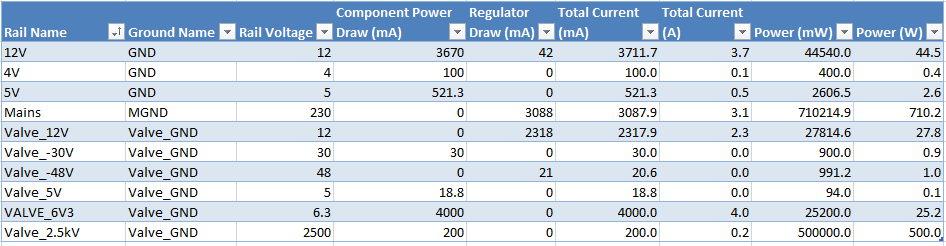 Component Power Regulator Total Current Total Current
Rail Name Ground Name Rail Voltage Draw (mA) Draw (mA) (mA) (A) Power (mW) Power (W)
12V GND 12 3670 42 3711.7 3.7 44540.0 44.5
4V GND 4 100 0 100.0 0.1 400.0 0.4
5V GND 5 521.3 0 521.3 0.5 2606.5 2.6
Mains MGND 230 0 3088 3087.9 3.1 710214.9 710.2
Valve_12V Valve_GND 12 0 2318 2317.9 2.3 27814.6 27.8
Valve_-30V Valve_GND 30 30 0 30.0 0.0 900.0 0.9
Valve_-48V Valve_GND 48 0 21 20.6 0.0 991.2 1.0
Valve_5V Valve_GND 5 18.8 0 18.8 0.0 94.0 0.1
VALVE_6V3 Valve_GND 6.3 4000 0 4000.0 4.0 25200.0 25.2
Valve_2.5kV Valve_GND 2500 200 0 200.0 0.2 500000.0 500.0